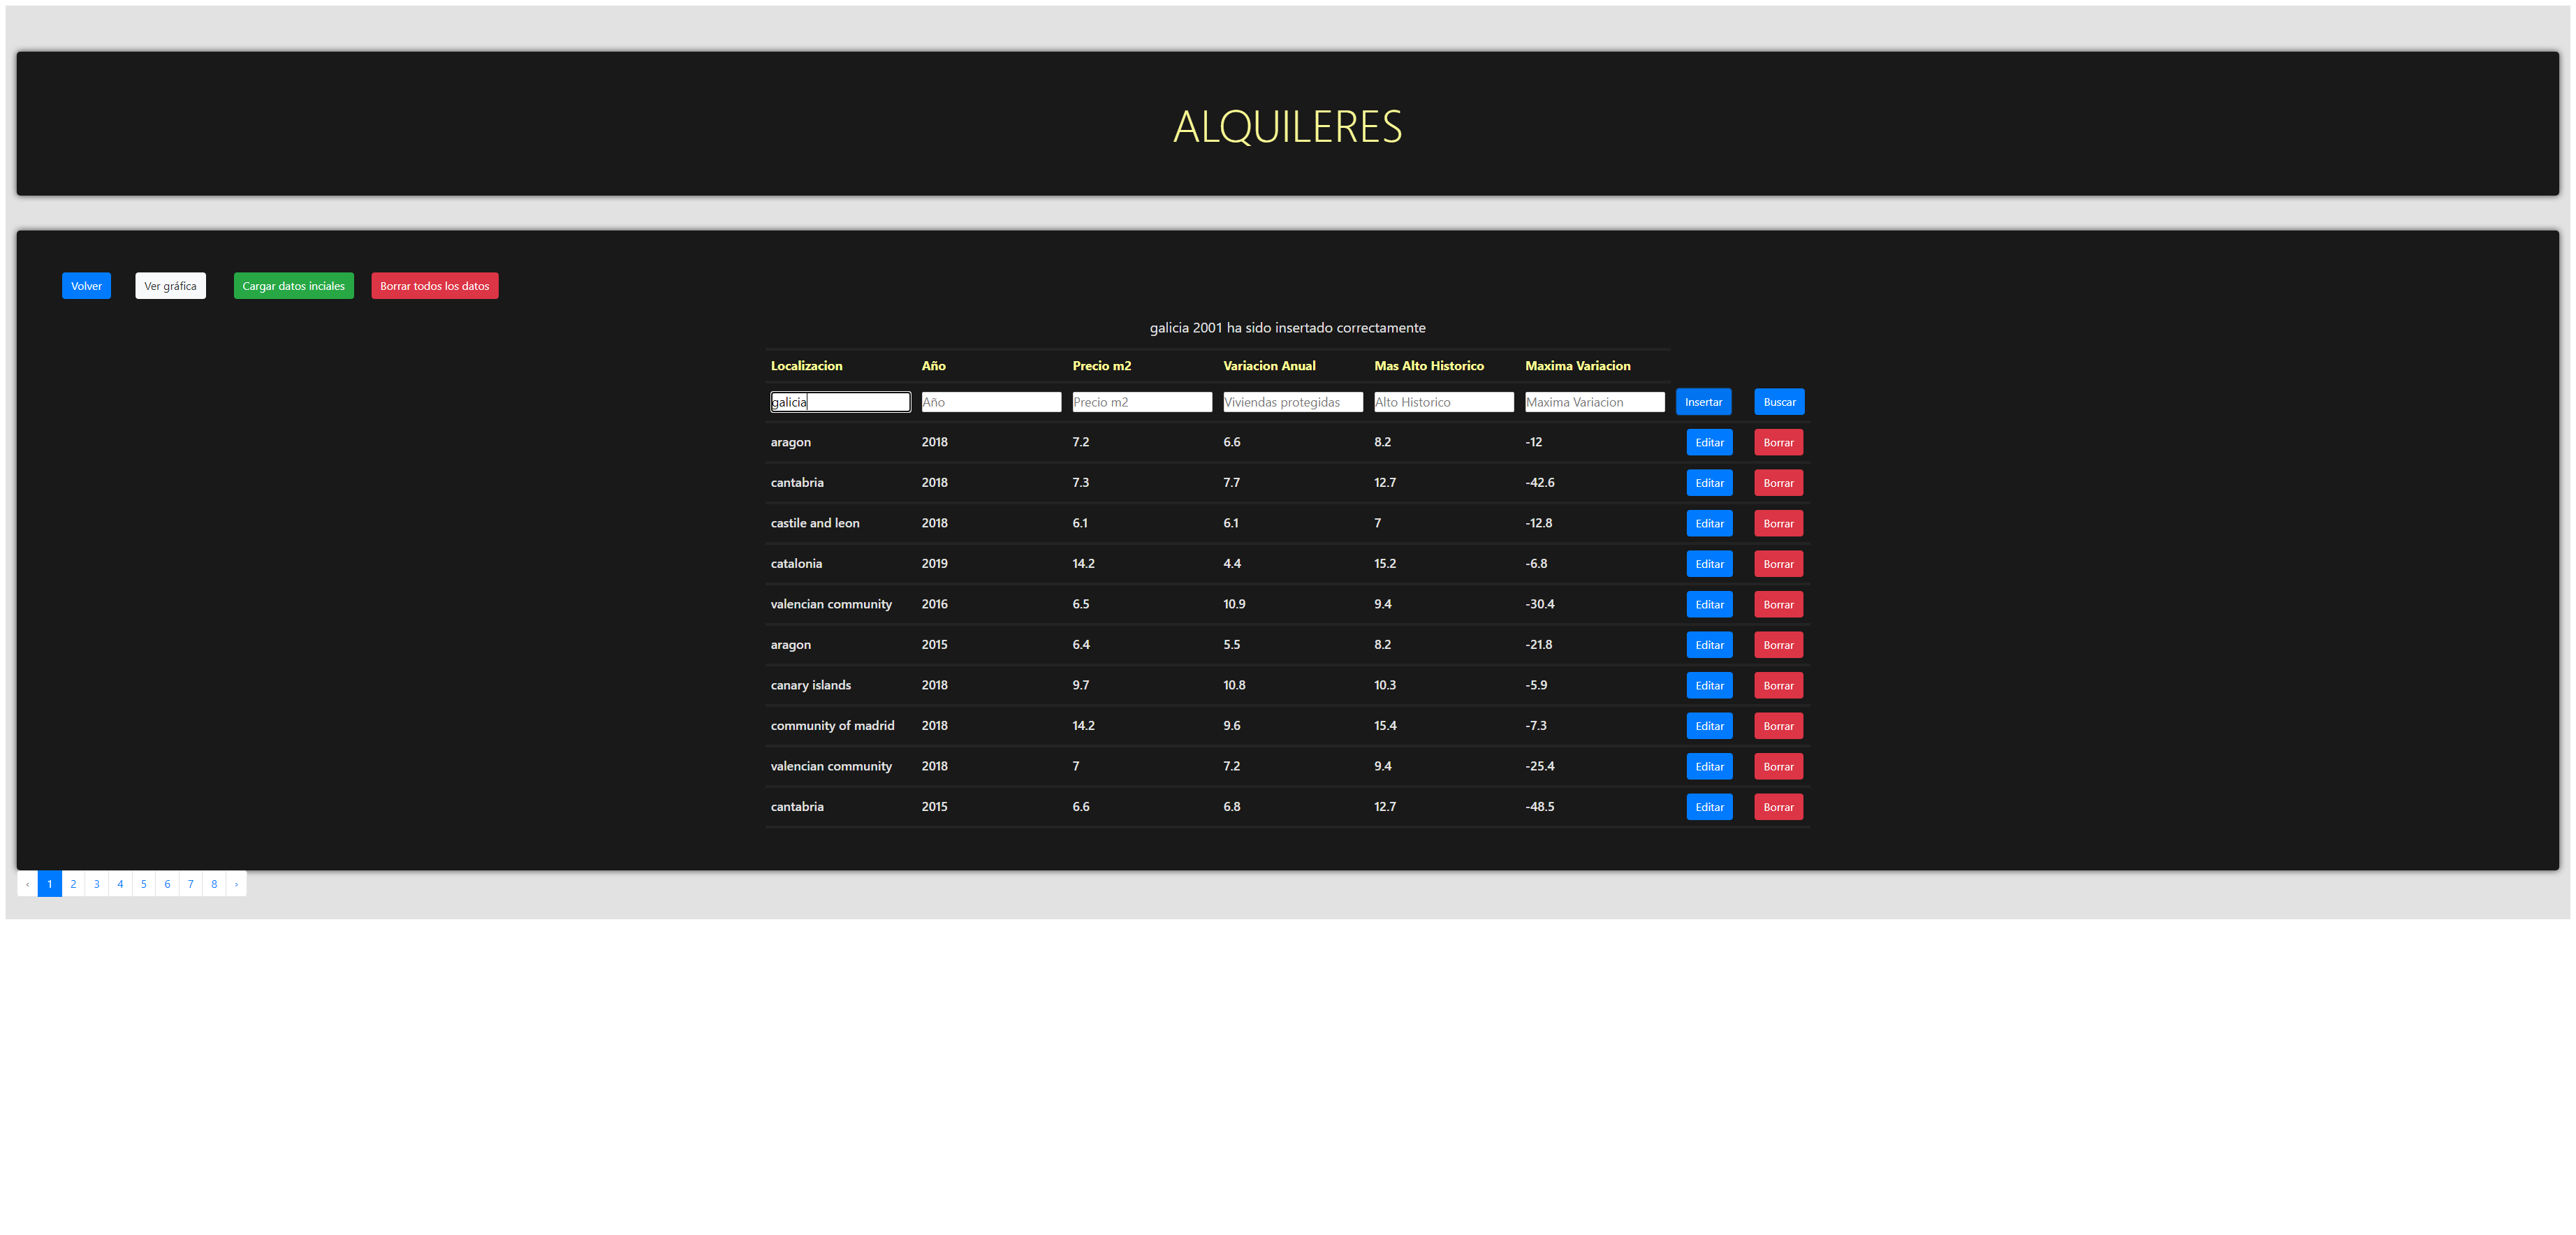 ALQUILERES
Volver Ver gráfica Cargar datos inciales Borrar todos los datos
galicia 2001 ha sido insertado correctamente
Localizacion Año Precio m2 Variacion Anual Mas Alto Historico Maxima Variacion
galicia Año Precio m2 Viviendas protegidas Alto Historico Maxima Variacion Insertar Buscar
aragon 2018 7.2 6.6 8.2 -12 Editar Borrar
cantabria 2018 7.3 7.7 12.7 -42.6 Editar Borrar
castile and leon 2018 6.1 6.1 7 -12.8 Editar Borrar
catalonia 2019 14.2 4.4 15.2 -6.8 Editar Borrar
valencian community 2016 6.5 10.9 9.4 -30.4 Editar Borrar
aragon 2015 6.4 5.5 8.2 -21.8 Editar Borrar
canary islands 2018 9.7 10.8 10.3 -5.9 Editar Borrar
community of madrid 2018 14.2 9.6 15.4 -7.3 Editar Borrar
valencian community 2018 7 7.2 9.4 -25.4 Editar Borrar
cantabria 2015 6.6 6.8 12.7 -48.5 Editar Borrar
‹ 1 2 3 4 5 6 7 8 ›